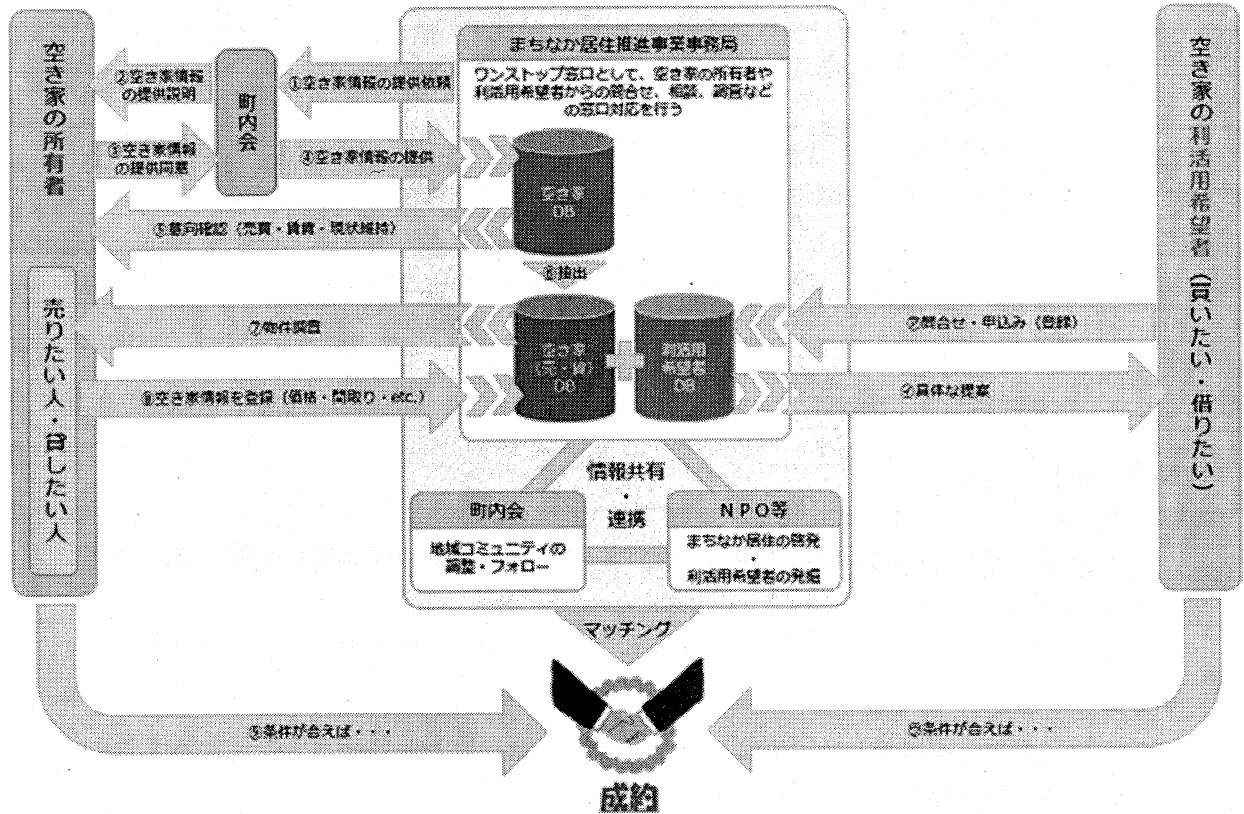 空き家の所有者
売りたい人・貸したい人
②空き家情報
の提供説明
③空き家情報
の提供同意
町内会
①空き家情報の提供依頼
④空き家情報の提供
⑤意向確認（売買・賃貸・現状維持）
⑦物件調査
⑧空き家情報を登録（価格・間取り・etc.）
まちなか居住推進事業事務局
ワンストップ窓口として、空き家の所有者や
利活用希望者からの問合せ、相談、調査など
の窓口対応を行う
空き家
DB
⑥抽出
空き家
（売・貸）
利活用
希望者
DB
情報共有
・
連携
町内会
地域コミュニティの
調整・フォロー
NPO等
まちなか居住の啓発
・
利活用希望者の発掘
問合せ・申込み（登録）
具体な提案
空き家の利活用希望者（買いたい・借りたい）
マッチング
条件が合えば・・・
条件が合えば・・・
成約